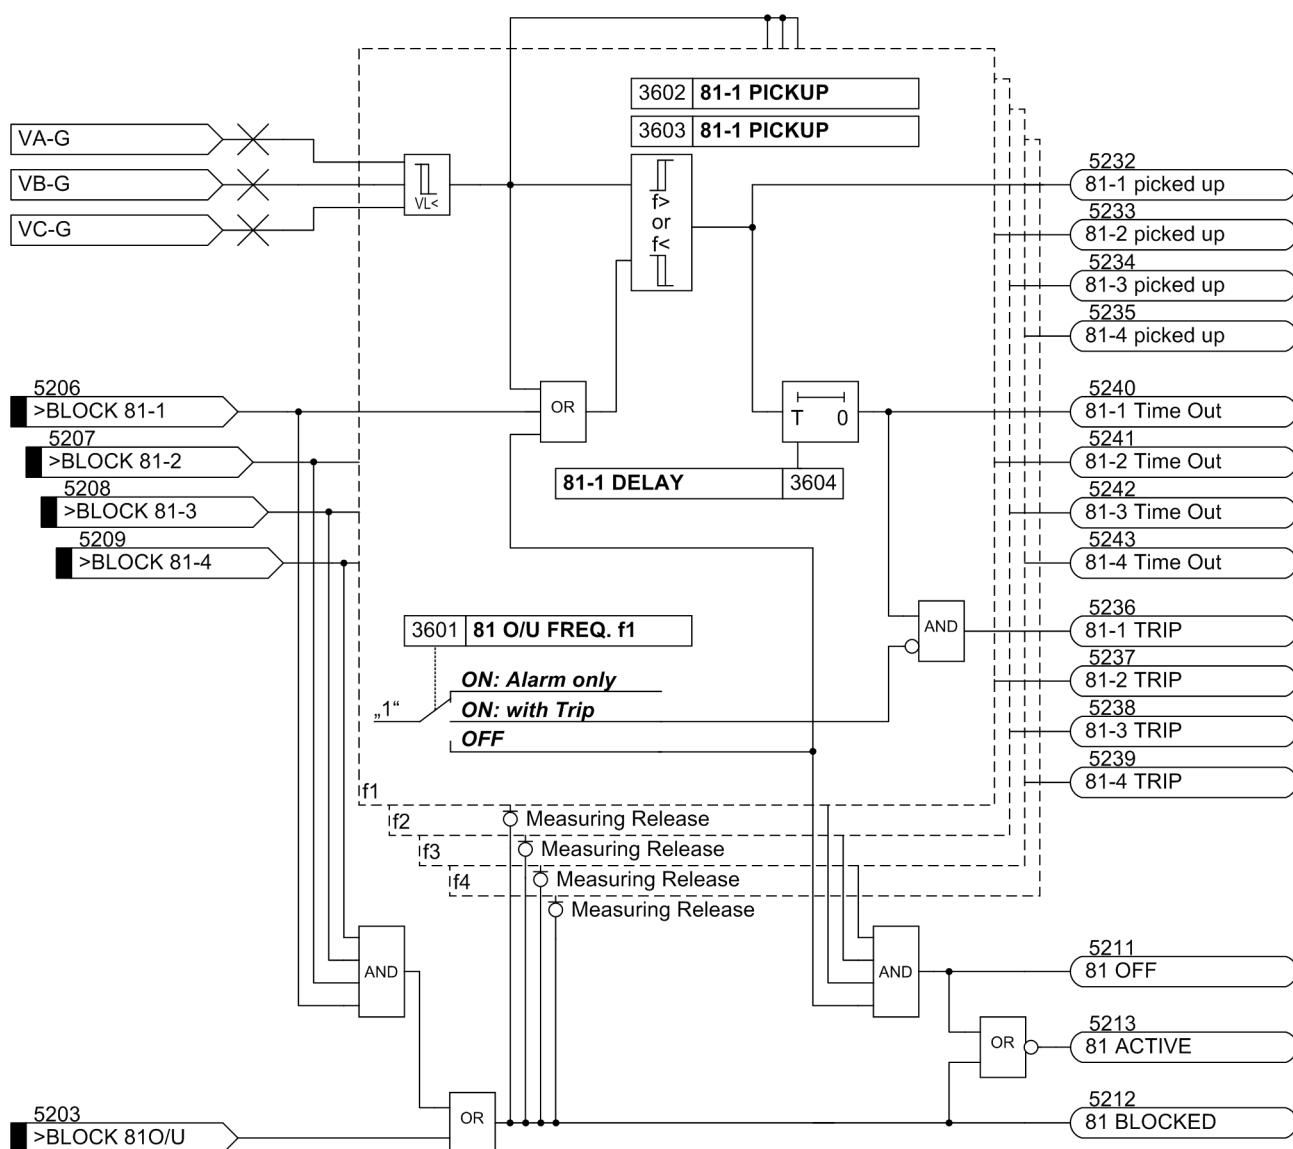 3602 81-1 PICKUP
3603 81-1 PICKUP
VA-G
VB-G
VC-G
VL<
f>
or
f<
5232
81-1 picked up
5233
81-2 picked up
5234
81-3 picked up
5235
81-4 picked up
5206
>BLOCK 81-1
5207
>BLOCK 81-2
5208
>BLOCK 81-3
5209
>BLOCK 81-4
OR
T 0
81-1 DELAY 3604
5240
81-1 Time Out
5241
81-2 Time Out
5242
81-3 Time Out
5243
81-4 Time Out
3601 81 O/U FREQ. f1
„1“
ON: Alarm only
ON: with Trip
OFF
AND
5236
81-1 TRIP
5237
81-2 TRIP
5238
81-3 TRIP
5239
81-4 TRIP
f1
f2
f3
f4
Measuring Release
Measuring Release
Measuring Release
Measuring Release
AND
AND
5211
81 OFF
OR
5213
81 ACTIVE
5203
>BLOCK 81O/U
OR
5212
81 BLOCKED